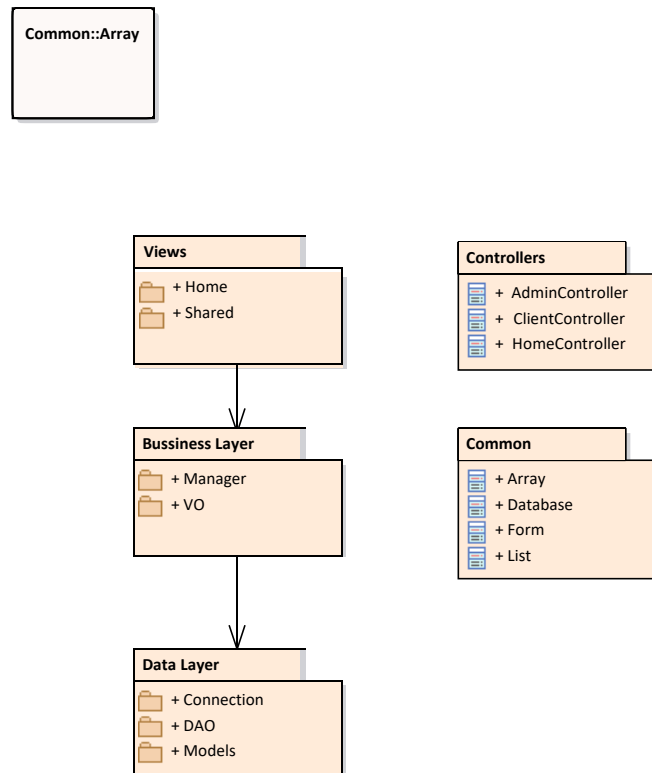 Common::Array
Views
+ Home
+ Shared
Controllers
+ AdminController
+ ClientController
+ HomeController
Bussiness Layer
+ Manager
+ VO
Common
+ Array
+ Database
+ Form
+ List
Data Layer
+ Connection
+ DAO
+ Models